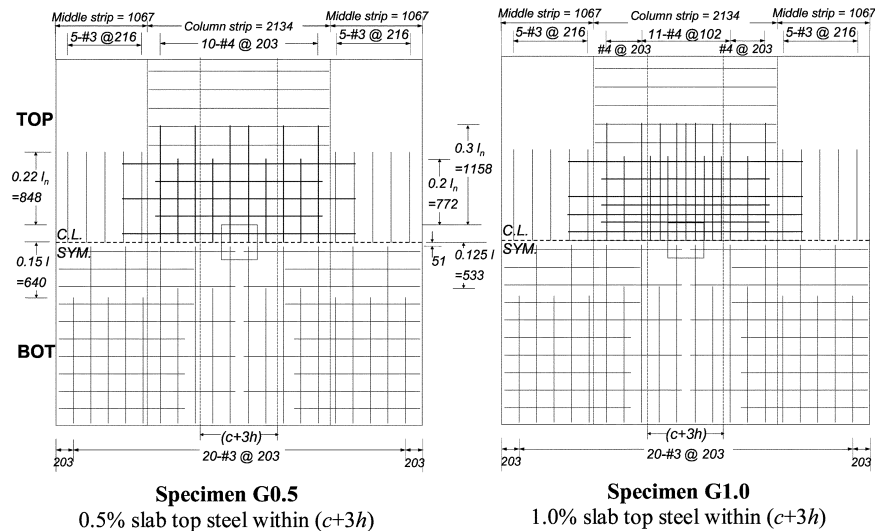 Middle strip = 1067
Column strip = 2134
Middle strip = 1067
5-#3 @216
10-#4 @ 203
5-#3 @ 216
TOP
0.22 ln
=848
C.L.
SYM.
0.15 l
=640
BOT
0.3 ln
=1158
0.2 ln
=772
51
0.125 l
=533
(c+3h)
203
20-#3 @ 203
203
Specimen G0.5
0.5% slab top steel within (c+3h)
Middle strip = 1067
Column strip = 2134
Middle strip = 1067
5-#3 @216
11-#4 @102
5-#3 @ 216
#4 @ 203
#4 @ 203
C.L.
SYM.
(c+3h)
203
20-#3 @ 203
203
Specimen G1.0
1.0% slab top steel within (c+3h)